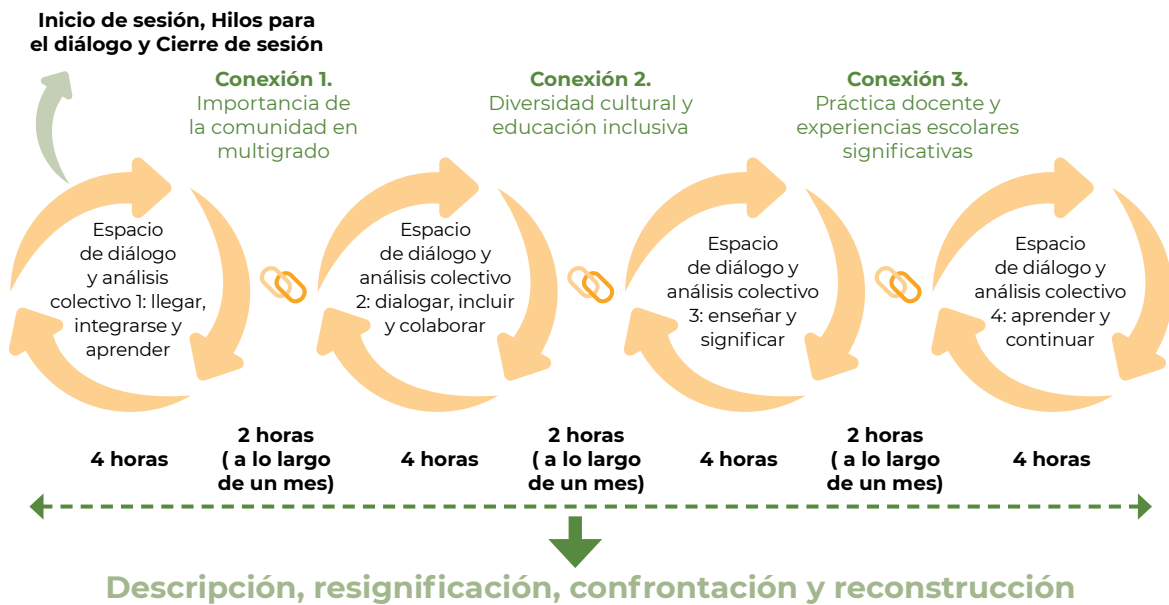 Inicio de sesión, Hilos para
el diálogo y Cierre de sesión
Conexión 1.
Importancia de
la comunidad en
multigrado
Conexión 2.
Diversidad cultural y
educación inclusiva
Conexión 3.
Práctica docente y
experiencias escolares
significativas
Espacio
de diálogo
y análisis
colectivo 1: llegar,
integrarse y
aprender
Espacio
de diálogo y
análisis colectivo
2: dialogar, incluir
y colaborar
Espacio
de diálogo y
análisis colectivo
3: enseñar y
significar
Espacio
de diálogo y
análisis colectivo
4: aprender y
continuar
4 horas
2 horas
( a lo largo
de un mes)
4 horas
2 horas
( a lo largo
de un mes)
4 horas
2 horas
( a lo largo
de un mes)
4 horas
Descripción, resignificación, confrontación y reconstrucción